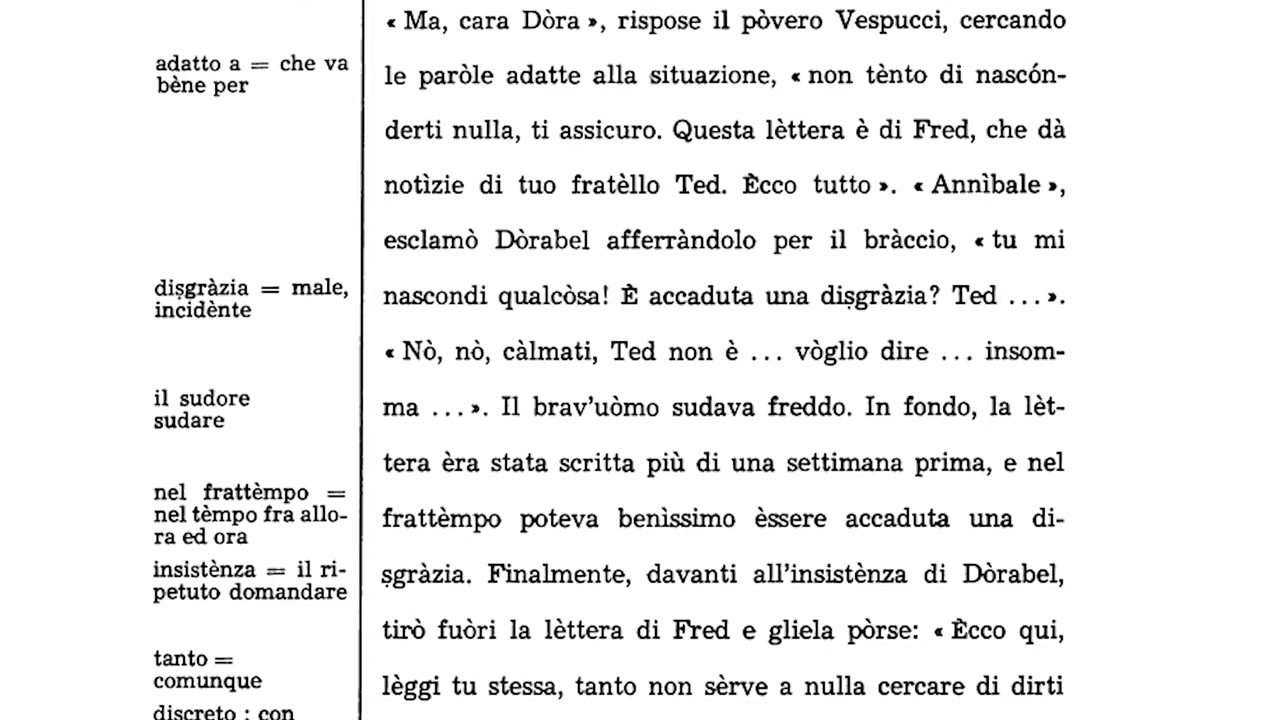 « Ma, cara Dòra », rispose il pòvero Vespucci, cercando
le paròle adatte alla situazione, « non tènto di nascón-
derti nulla, ti assicuro. Questa lèttera è di Fred, che dà
notìzie di tuo fratèllo Ted. Ècco tutto ». « Annìbale »,
esclamò Dòrabel afferràndolo per il bràccio, « tu mi
nascondi qualcòsa! È accaduta una diṣgràzia? Ted ... ».
« Nò, nò, càlmati, Ted non è ... vòglio dire ... insom-
ma ... ». Il brav'uòmo sudava freddo. In fondo, la lèt-
tera èra stata scritta più di una settimana prima, e nel
frattèmpo poteva benìssimo èssere accaduta una di-
ṣgràzia. Finalmente, davanti all'insistènza di Dòrabel,
tirò fuòri la lèttera di Fred e gliela pòrse: « Ècco qui,
lèggi tu stessa, tanto non sèrve a nulla cercare di dirti
adatto a = che va
bène per
diṣgràzia = male,
incidènte
il sudore
sudare
nel frattèmpo =
nel tèmpo fra allo-
ra ed ora
insistènza = il ri-
petuto domandare
tanto =
comunque
discreto : con